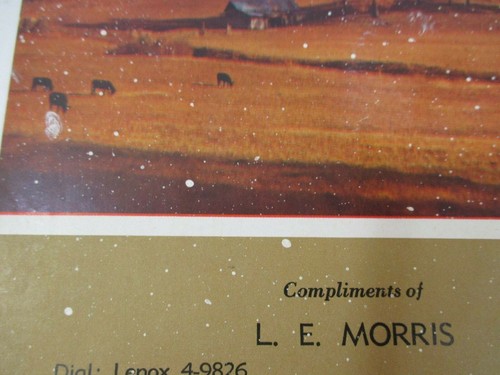 Compliments of
L. E. MORRIS
Dial: Lenox 4-9826